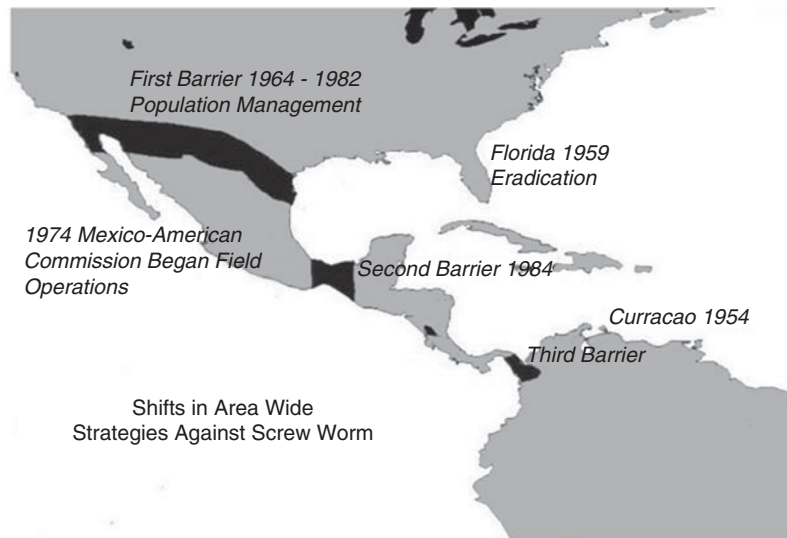 First Barrier 1964 - 1982
Population Management
Florida 1959
Eradication
1974 Mexico-American
Commission Began Field
Operations
Second Barrier 1984
Curracao 1954
Third Barrier
Shifts in Area Wide
Strategies Against Screw Worm